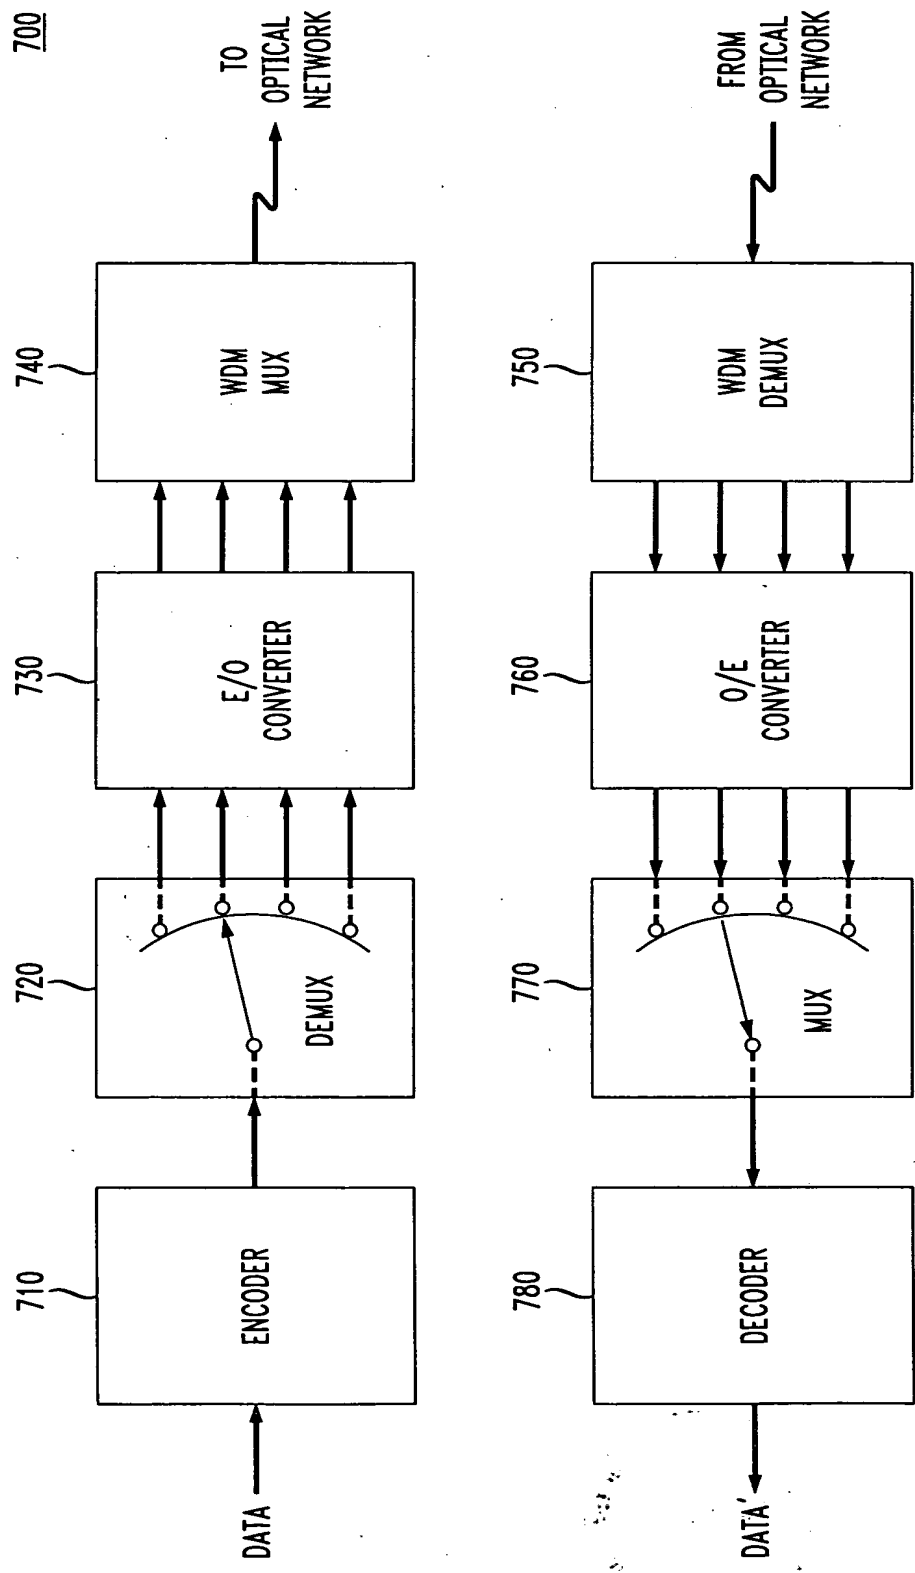 700
710
720
730
740
DATA
ENCODER
DEMUX
E/O
CONVERTER
WDM
MUX
TO
OPTICAL
NETWORK
780
770
760
750
DATA'
DECODER
MUX
O/E
CONVERTER
WDM
DEMUX
FROM
OPTICAL
NETWORK